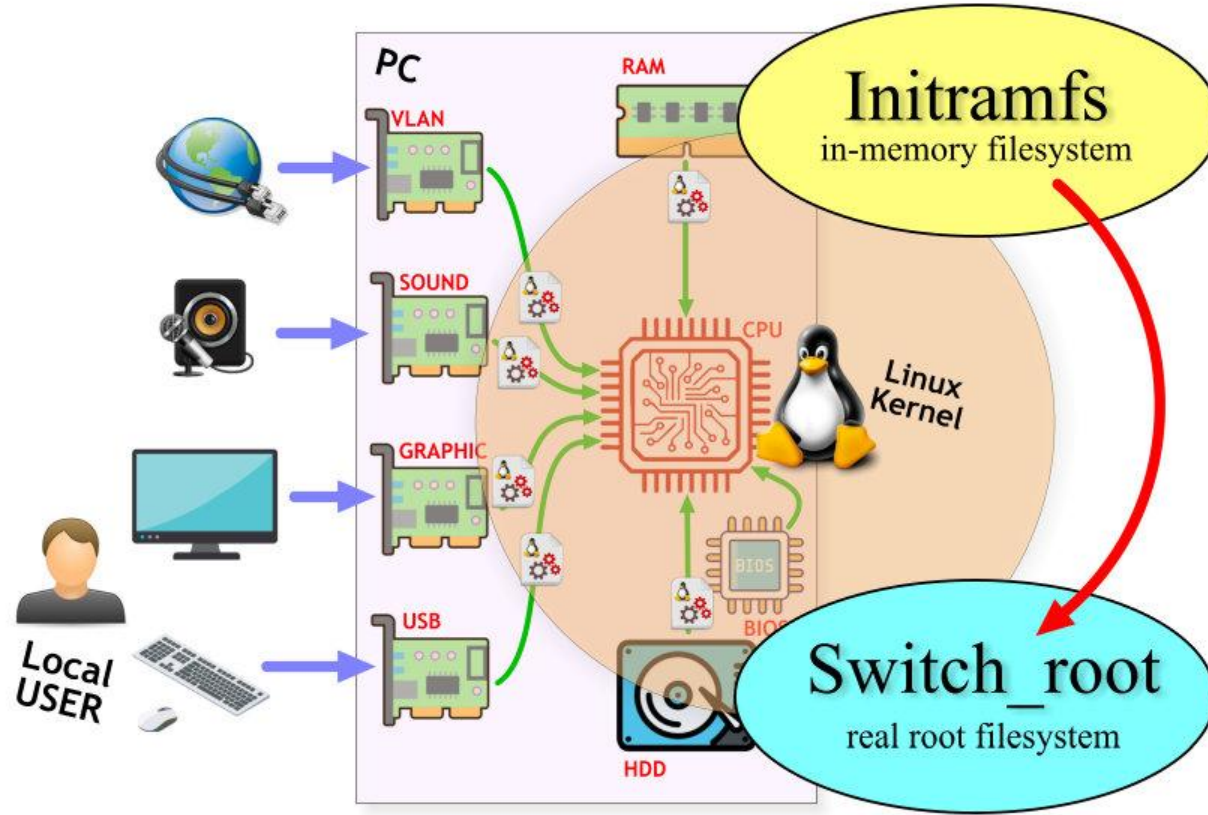 PC
RAM
Initramfs
in-memory filesystem
VLAN
SOUND
CPU
Linux
Kernel
GRAPHIC
BIOS
BIOS
USB
Local
USER
Switch_root
real root filesystem
HDD